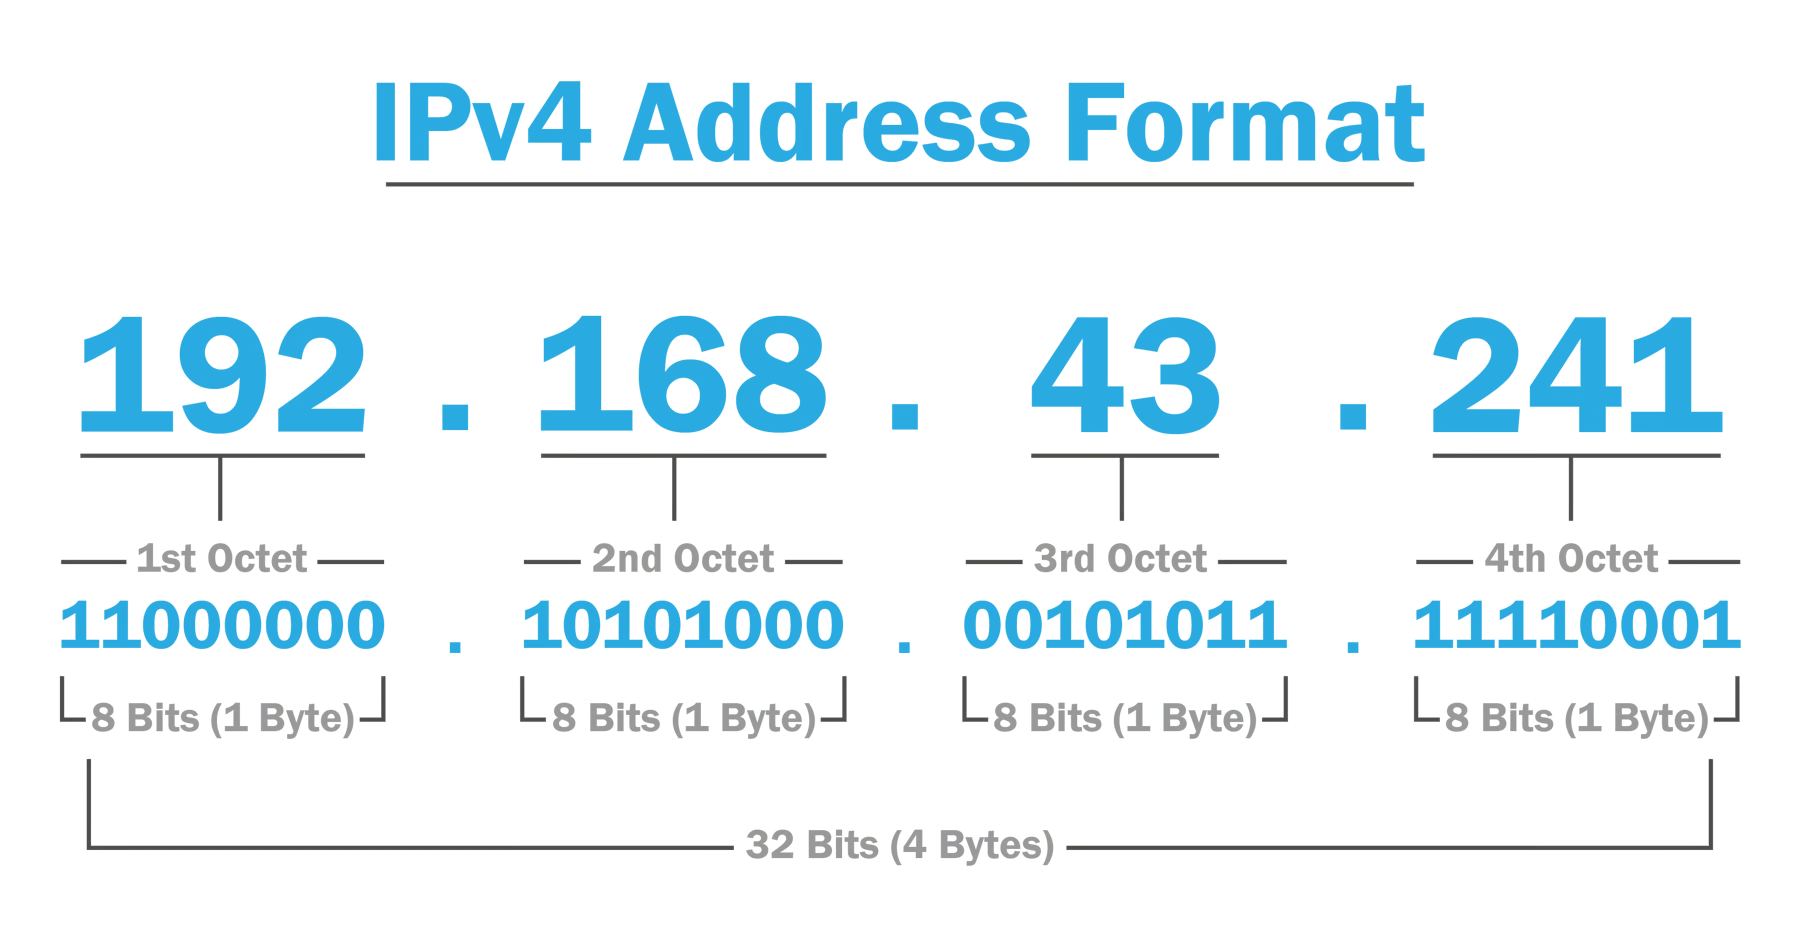 IPv4 Address Format
192 . 168 . 43 . 241
1st Octet 2nd Octet 3rd Octet 4th Octet
11000000 . 10101000 . 00101011 . 11110001
8 Bits (1 Byte) 8 Bits (1 Byte) 8 Bits (1 Byte) 8 Bits (1 Byte)
32 Bits (4 Bytes)